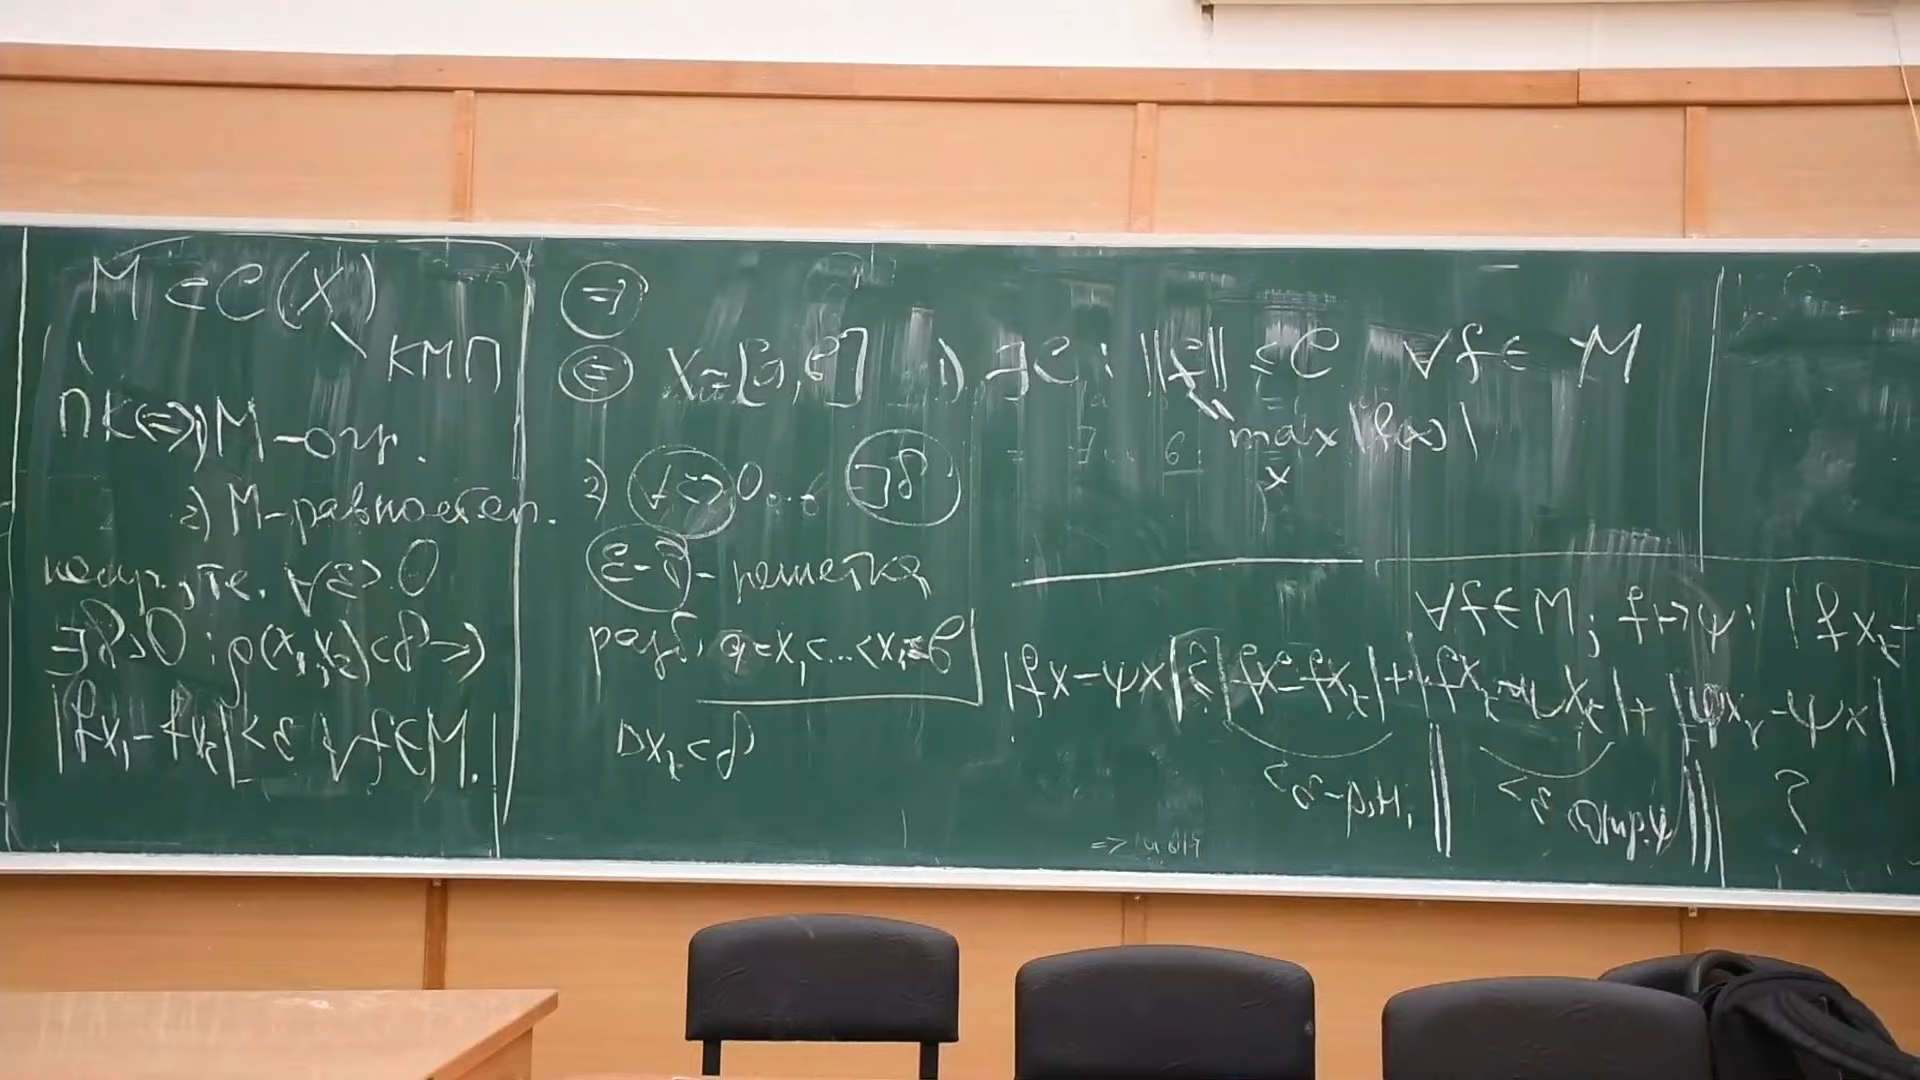 M ⊂ C(X)
КМП
ПК ⇔ 1) M - огр.
2) M - равностеп.
непр., т.е. ∀ε>0
∃δ>0 : ρ(x₁,x₂)<δ →
|fx₁ - fx₂| < ε ∀f∈M.
⇒
⇐ X = [a,b] 1) ∃C : ||f|| ≤ C ∀f ∈ M
max |f(x)|
x
2) ∀ε>0 ... ∃δ
- решетка
разб. a=x₁<...<xₙ=b
Δxₖ<δ
∀f∈M; f↦ψ: |fxₖ -
|fx-ψx| ≤ |fx-fxₖ| + |fxₖ-ψxₖ| + |ψxₖ-ψx|
?